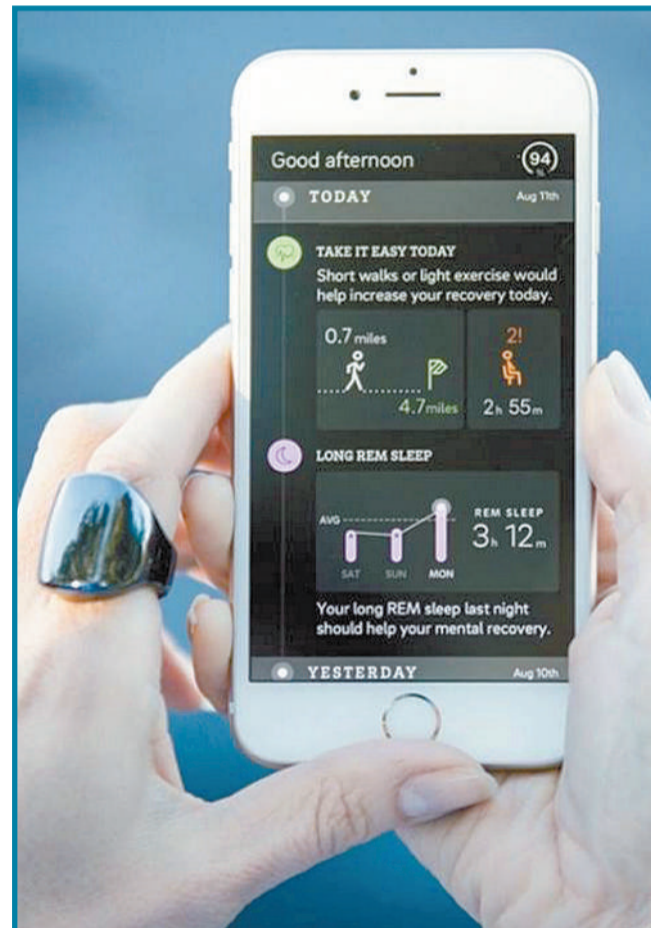 Good afternoon
94
%
TODAY
Aug 11th
TAKE IT EASY TODAY
Short walks or light exercise would
help increase your recovery today.
0.7 miles
4.7 miles
2!
2h 55m
LONG REM SLEEP
AVG
SAT SUN MON
REM SLEEP
3h 12m
Your long REM sleep last night
should help your mental recovery.
YESTERDAY
Aug 10th